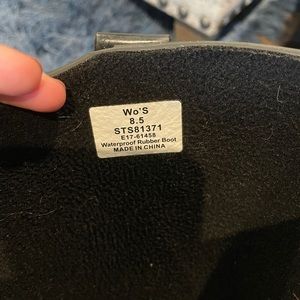 Wo'S
8.5
STS81371
E17-61458
Waterproof Rubber Boot
MADE IN CHINA